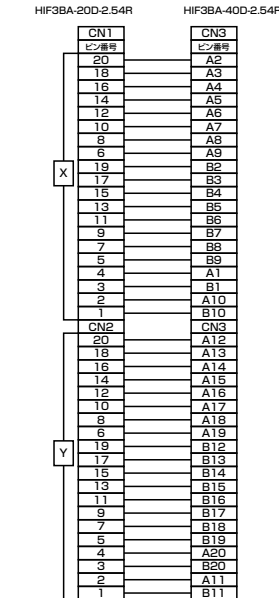 HIF3BA-20D-2.54R HIF3BA-40D-2.54R
CN1 CN3
ピン番号 ピン番号
20 A2
18 A3
16 A4
14 A5
12 A6
10 A7
8 A8
6 A9
19 B2
X 17 B3
15 B4
13 B5
11 B6
9 B7
7 B8
5 B9
4 A1
3 B1
2 A10
1 B10
CN2 CN3
20 A12
18 A13
16 A14
14 A15
12 A16
10 A17
8 A18
6 A19
19 B12
Y 17 B13
15 B14
13 B15
11 B16
9 B17
7 B18
5 B19
4 A20
3 B20
2 A11
1 B11